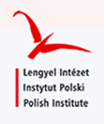 Lengyel Intézet
Instytut Polski
Polish Institute